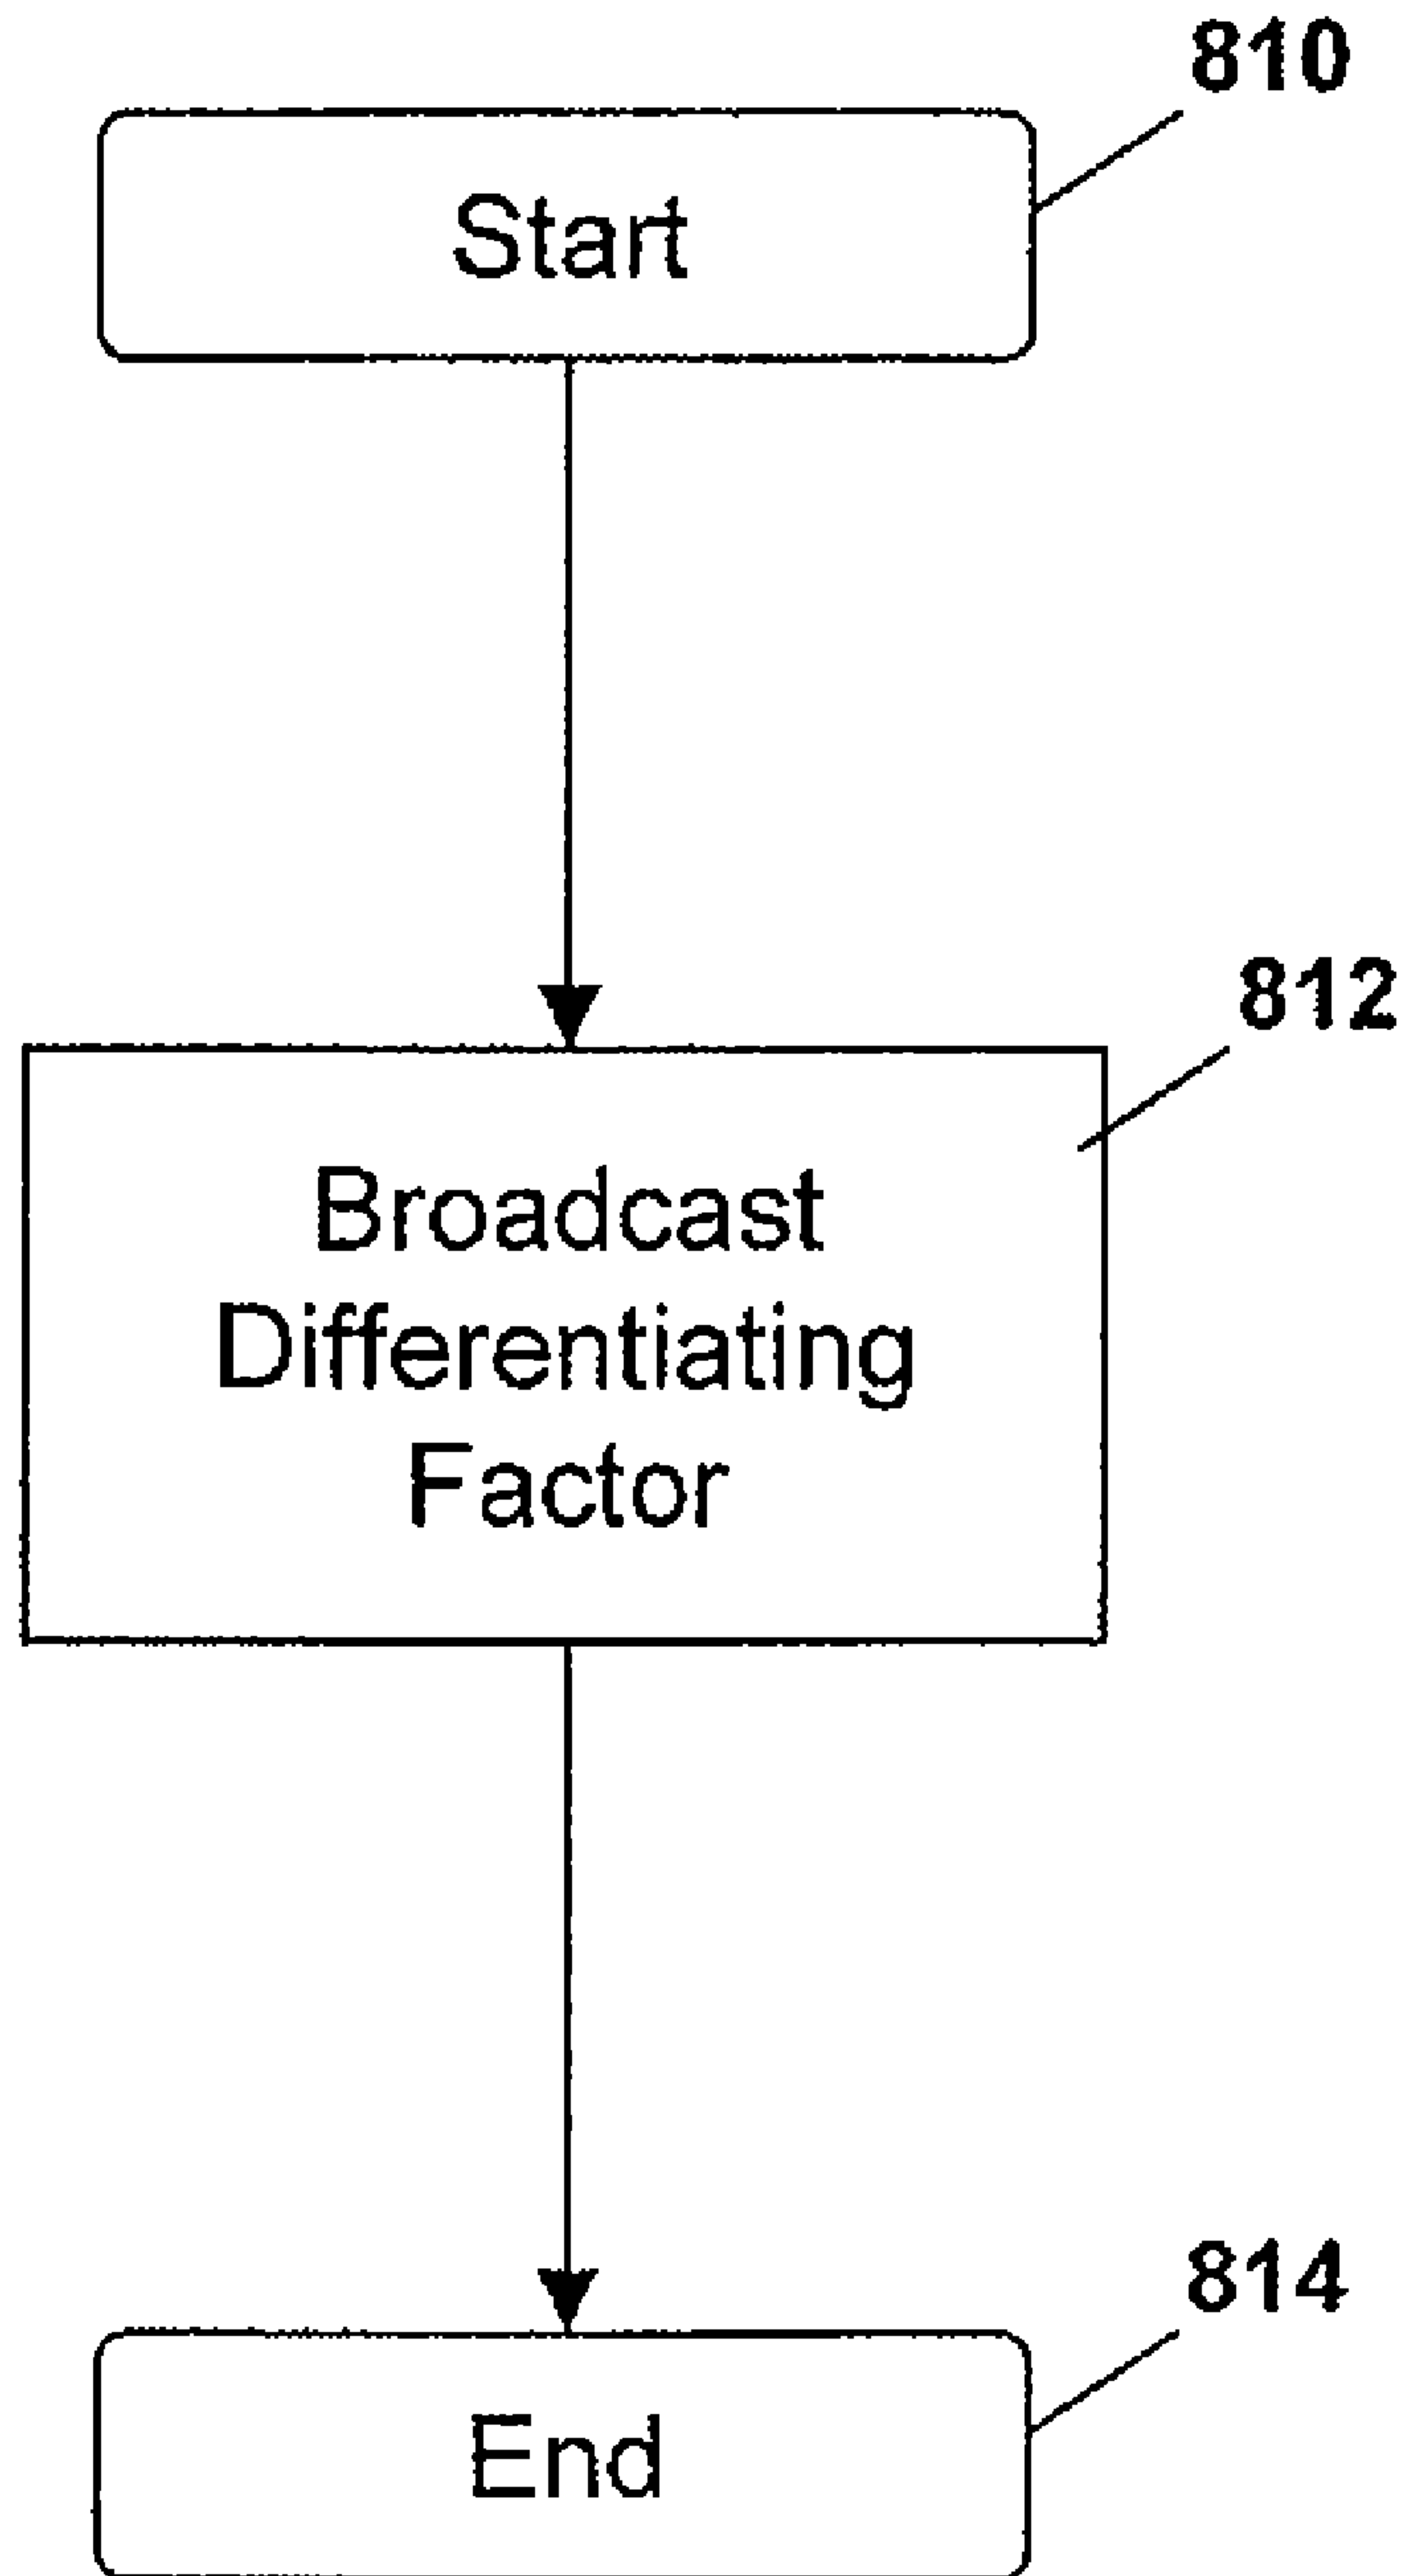 810
Start
812
Broadcast
Differentiating
Factor
814
End